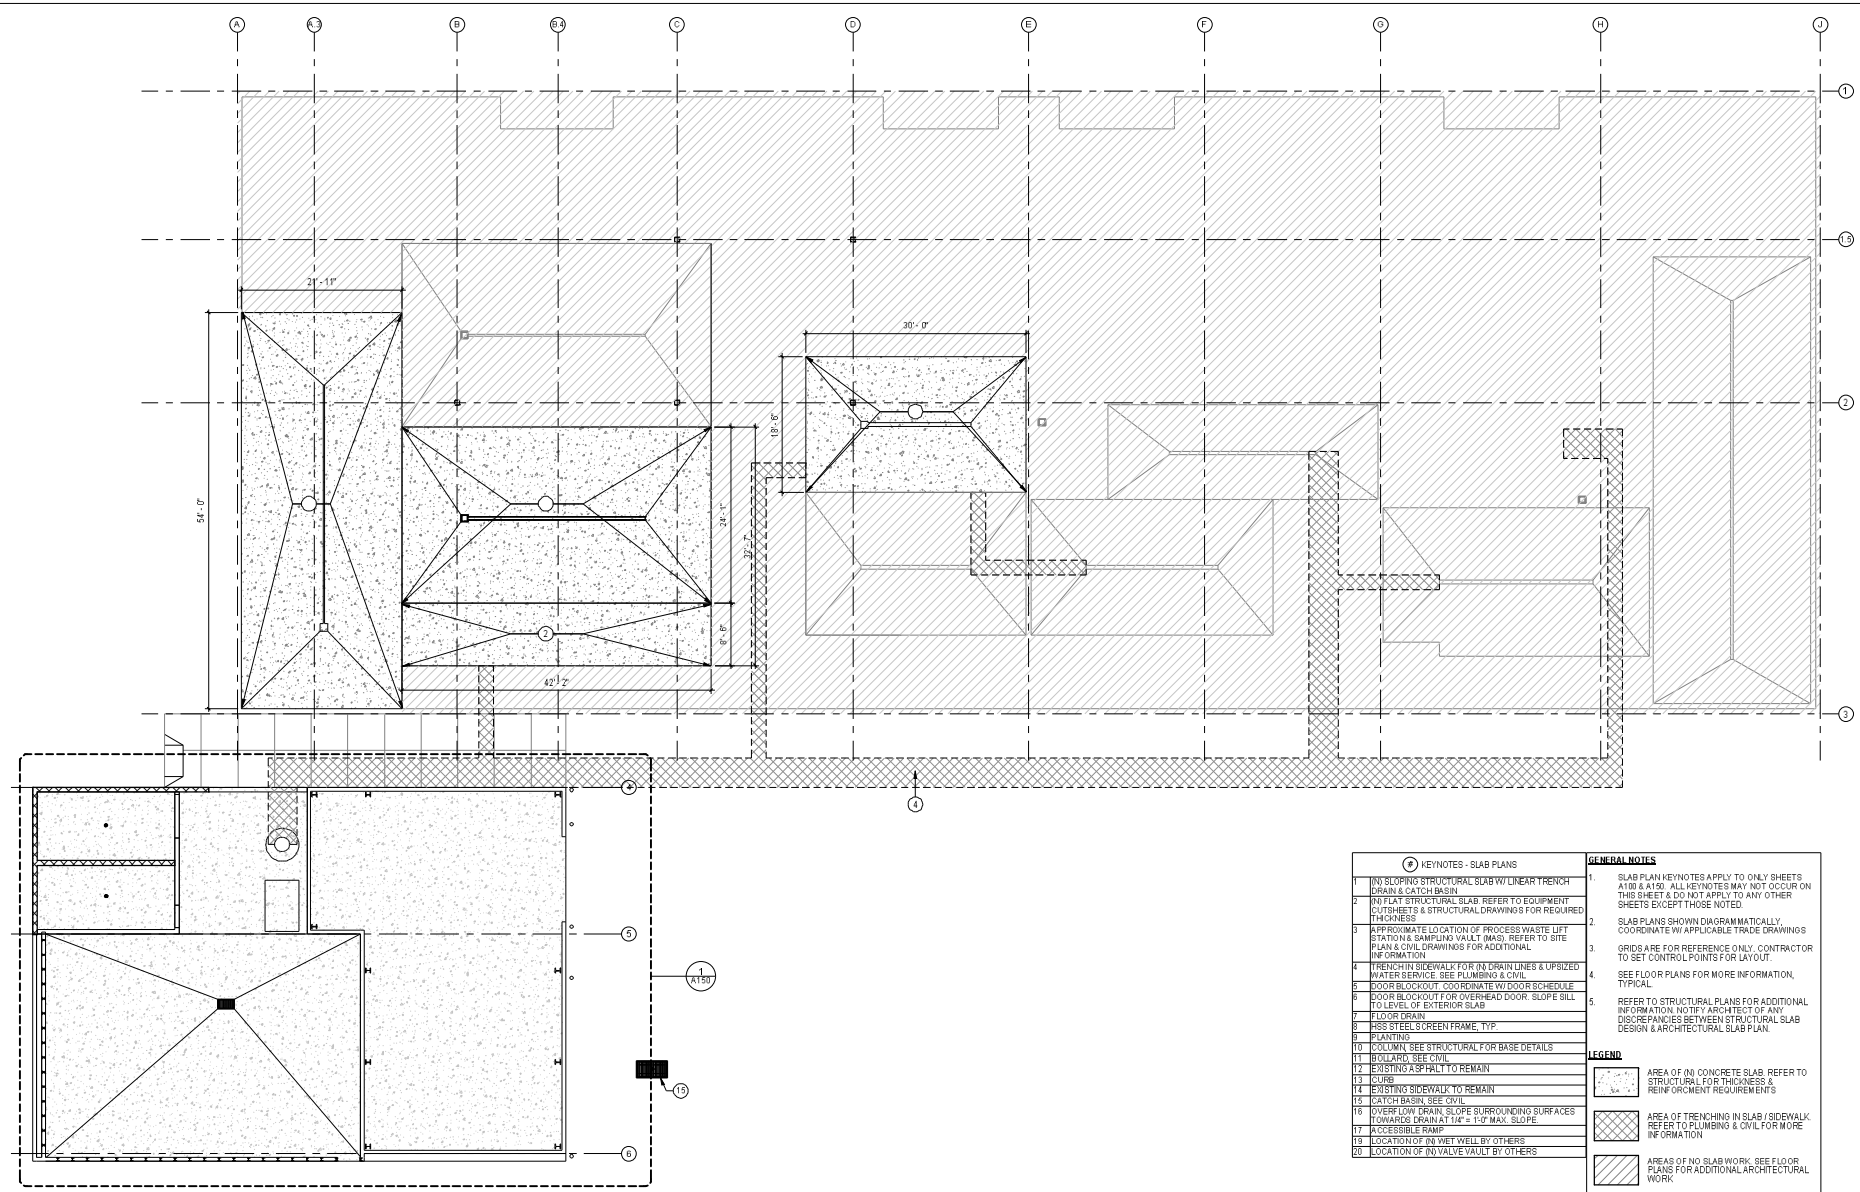 A
A.3
B
B.4
C
D
E
F
G
H
J
1
1.5
21' - 11"
30' - 0"
2
18' - 6"
54' - 0"
24' - 1"
32' - 7"
2
8' - 6"
42' - 2"
3
4
4
5
1
A150
15
6
# KEYNOTES - SLAB PLANS
1 (N) SLOPING STRUCTURAL SLAB W/ LINEAR TRENCH
DRAIN & CATCH BASIN
2 (N) FLAT STRUCTURAL SLAB. REFER TO EQUIPMENT
CUTSHEETS & STRUCTURAL DRAWINGS FOR REQUIRED
THICKNESS
3 APPROXIMATE LOCATION OF PROCESS WASTE LIFT
STATION & SAMPLING VAULT (MAS). REFER TO SITE
PLAN & CIVIL DRAWINGS FOR ADDITIONAL
INFORMATION
4 TRENCH IN SIDEWALK FOR (N) DRAIN LINES & UPSIZED
WATER SERVICE. SEE PLUMBING & CIVIL
5 DOOR BLOCKOUT. COORDINATE W/ DOOR SCHEDULE
6 DOOR BLOCKOUT FOR OVERHEAD DOOR. SLOPE SILL
TO LEVEL OF EXTERIOR SLAB
7 FLOOR DRAIN
8 HSS STEEL SCREEN FRAME, TYP.
9 PLANTING
10 COLUMN, SEE STRUCTURAL FOR BASE DETAILS
11 BOLLARD, SEE CIVIL
12 EXISTING ASPHALT TO REMAIN
13 CURB
14 EXISTING SIDEWALK TO REMAIN
15 CATCH BASIN, SEE CIVIL
16 OVERFLOW DRAIN, SLOPE SURROUNDING SURFACES
TOWARDS DRAIN AT 1/4" = 1'-0" MAX. SLOPE.
17 ACCESSIBLE RAMP
19 LOCATION OF (N) WET WELL BY OTHERS
20 LOCATION OF (N) VALVE VAULT BY OTHERS
GENERAL NOTES
1. SLAB PLAN KEYNOTES APPLY TO ONLY SHEETS
A100 & A150. ALL KEYNOTES MAY NOT OCCUR ON
THIS SHEET & DO NOT APPLY TO ANY OTHER
SHEETS EXCEPT THOSE NOTED.
2. SLAB PLANS SHOWN DIAGRAMMATICALLY,
COORDINATE W/ APPLICABLE TRADE DRAWINGS
3. GRIDS ARE FOR REFERENCE ONLY. CONTRACTOR
TO SET CONTROL POINTS FOR LAYOUT.
4. SEE FLOOR PLANS FOR MORE INFORMATION,
TYPICAL.
5. REFER TO STRUCTURAL PLANS FOR ADDITIONAL
INFORMATION. NOTIFY ARCHITECT OF ANY
DISCREPANCIES BETWEEN STRUCTURAL SLAB
DESIGN & ARCHITECTURAL SLAB PLAN.
LEGEND
AREA OF (N) CONCRETE SLAB. REFER TO
STRUCTURAL FOR THICKNESS &
REINFORCMENT REQUIREMENTS
AREA OF TRENCHING IN SLAB / SIDEWALK.
REFER TO PLUMBING & CIVIL FOR MORE
INFORMATION
AREAS OF NO SLAB WORK. SEE FLOOR
PLANS FOR ADDITIONAL ARCHITECTURAL
WORK